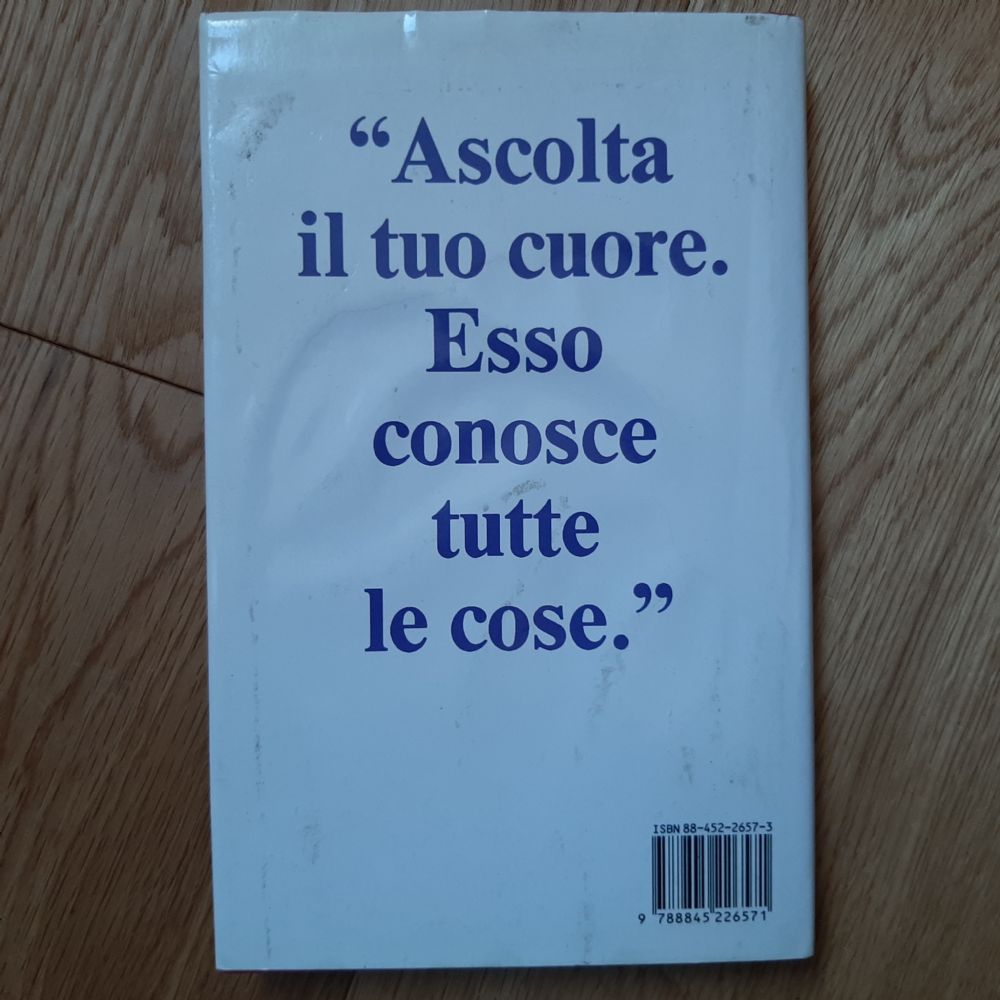 “Ascolta
il tuo cuore.
Esso
conosce
tutte
le cose.”
ISBN 88-452-2657-3
9 788845 226571